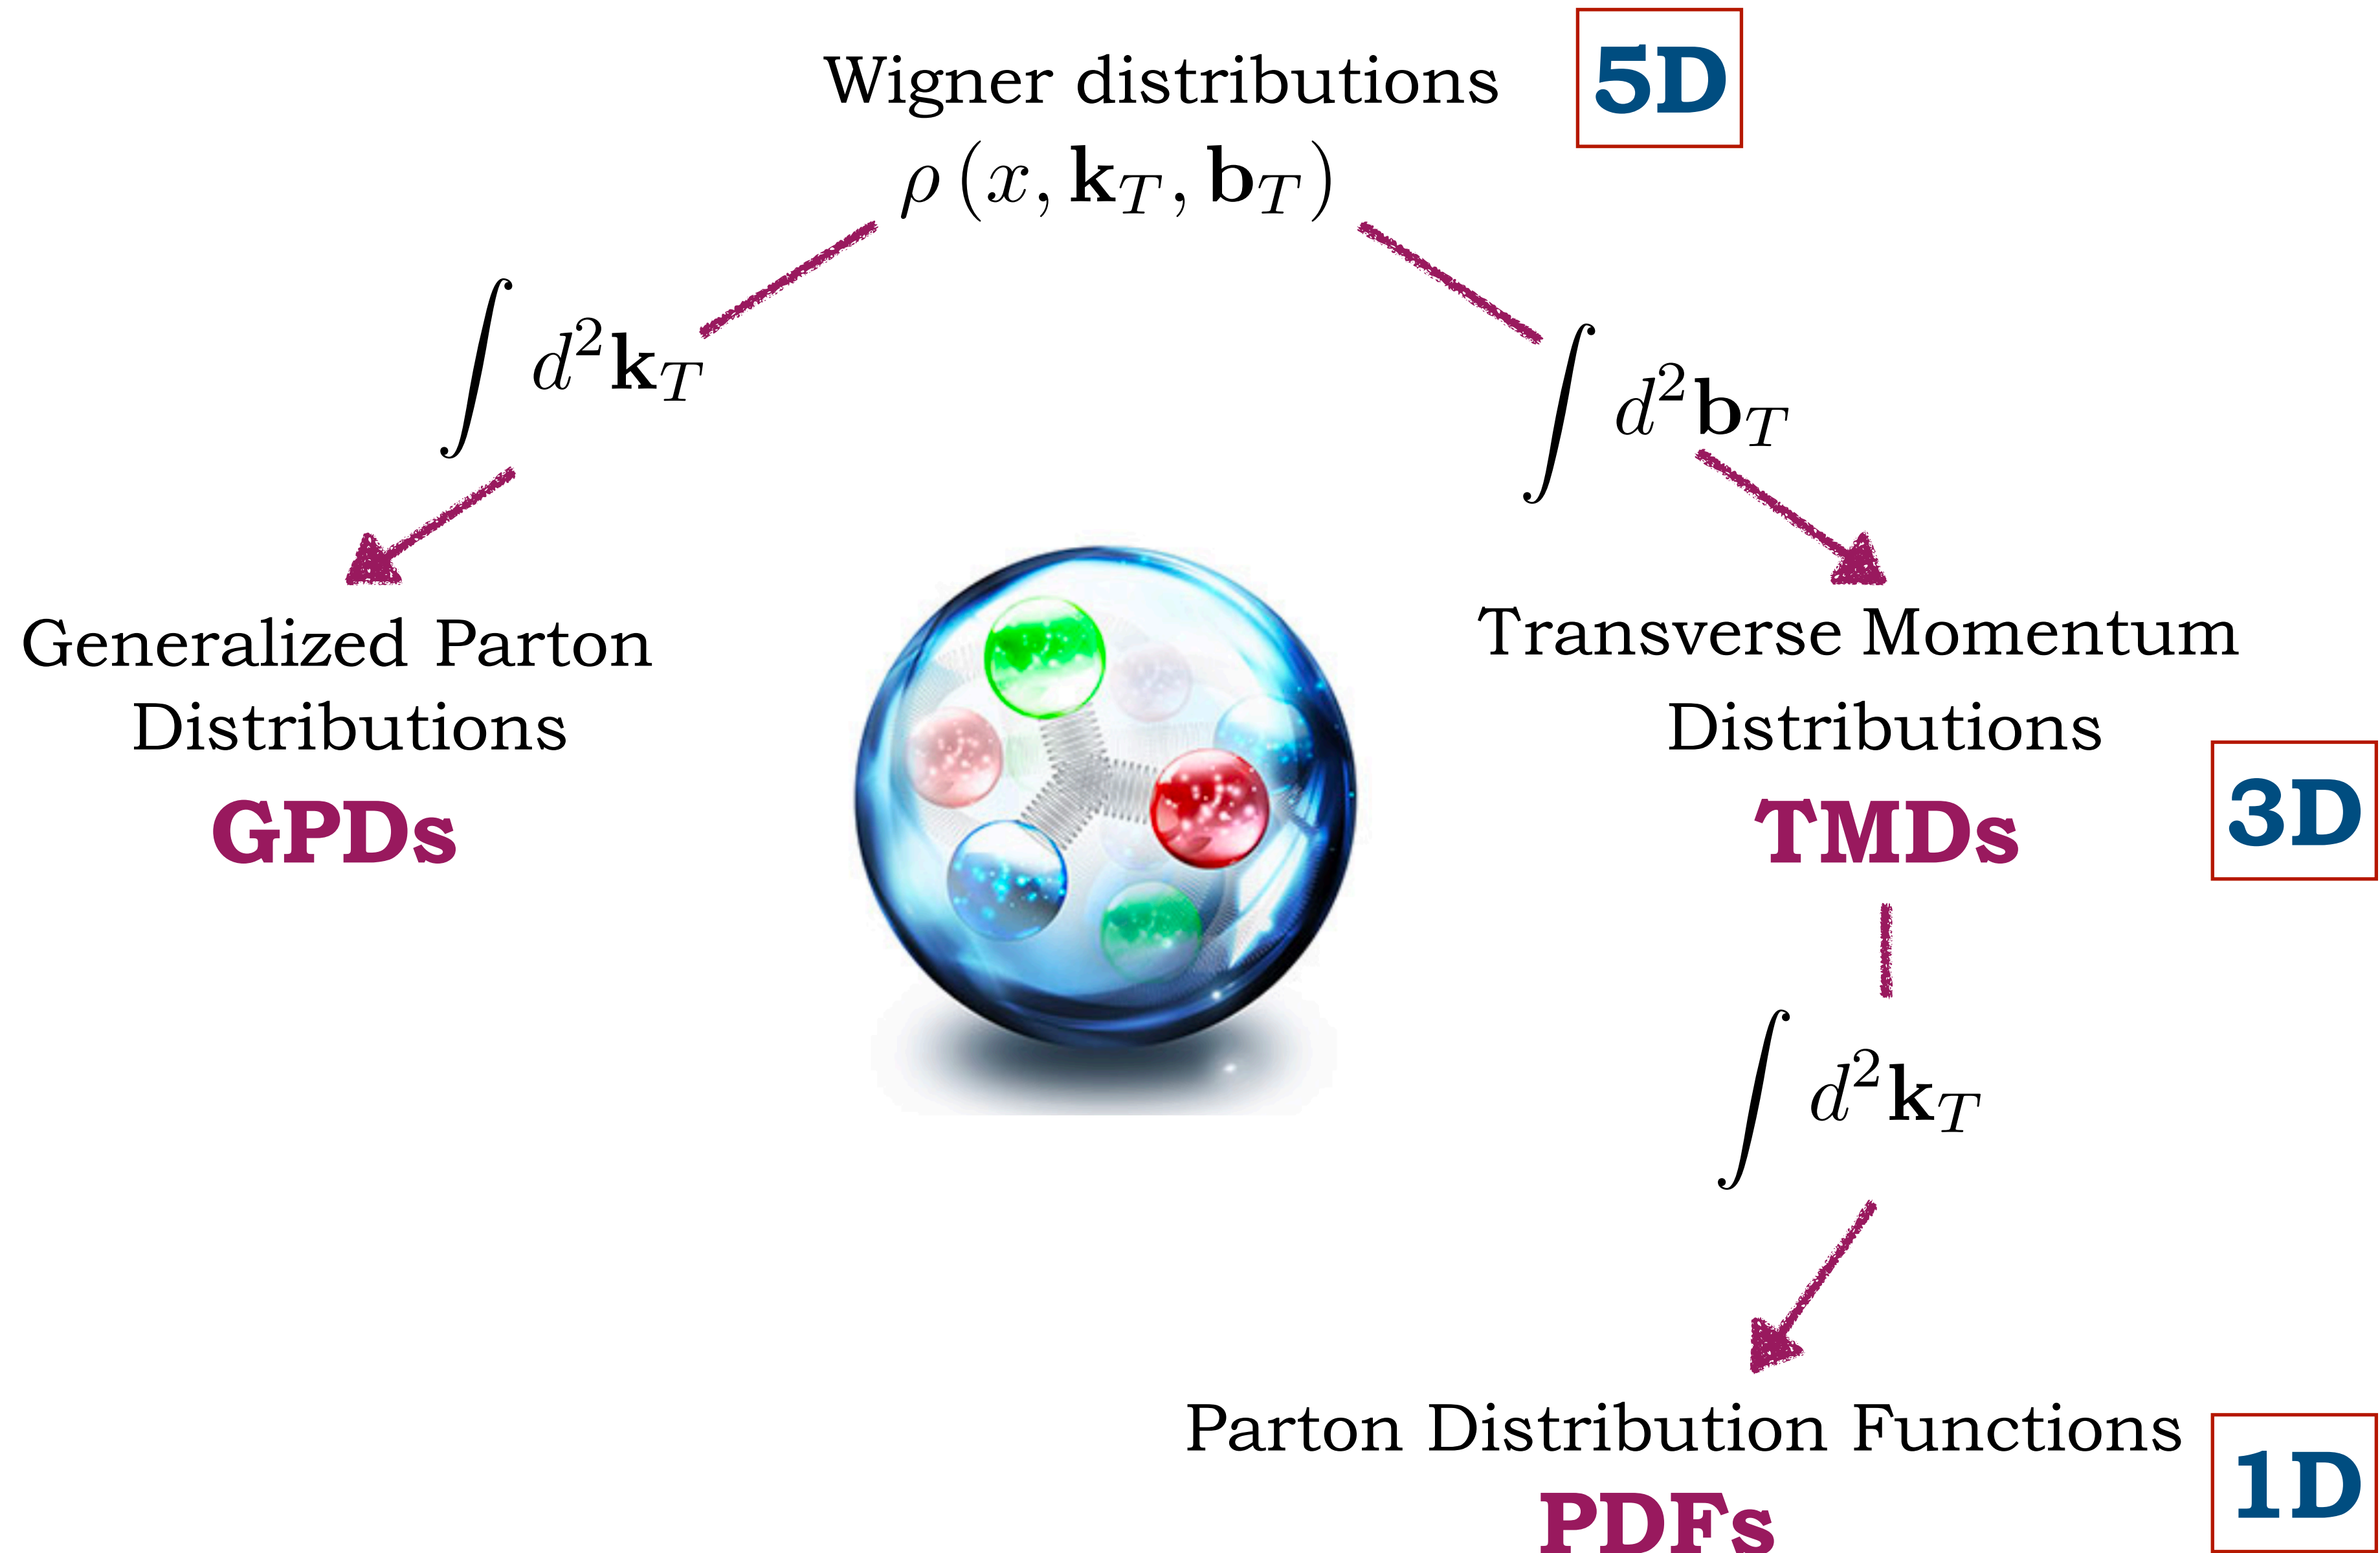 Wigner distributions
5D
ρ (x, k_T, b_T)
∫ d²k_T
∫ d²b_T
Generalized Parton
Distributions
GPDs
Transverse Momentum
Distributions
TMDs
3D
∫ d²k_T
Parton Distribution Functions
PDFs
1D